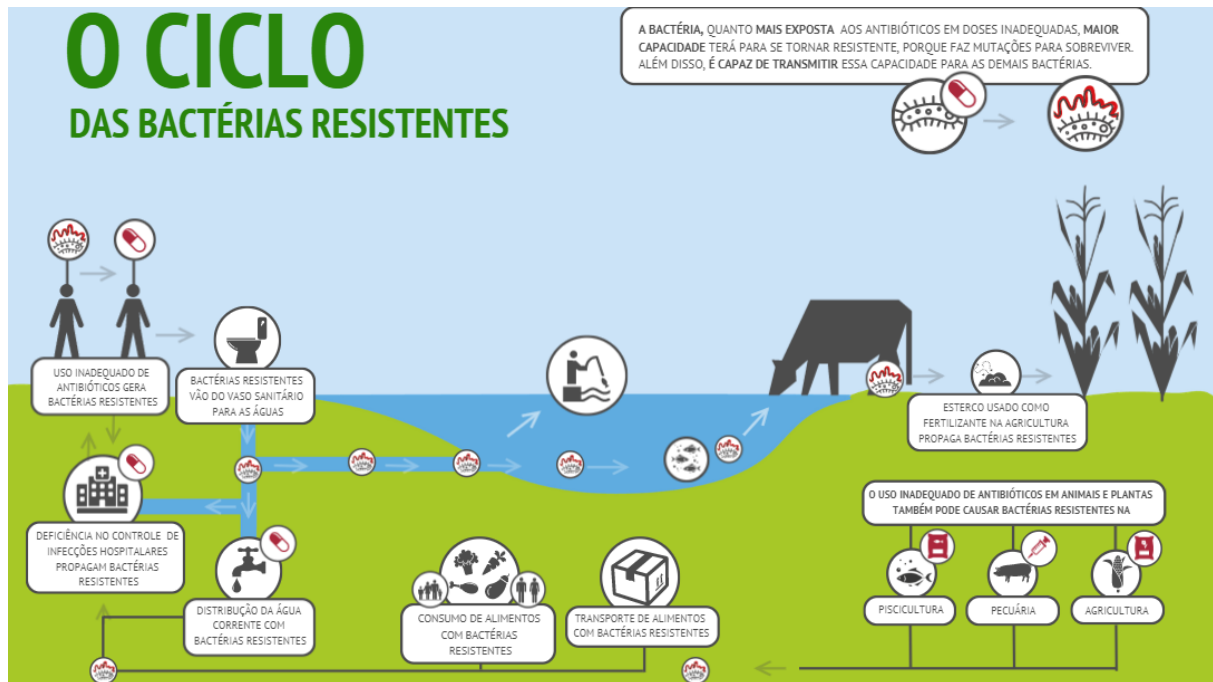 O CICLO
DAS BACTÉRIAS RESISTENTES
A BACTÉRIA, QUANTO MAIS EXPOSTA AOS ANTIBIÓTICOS EM DOSES INADEQUADAS, MAIOR
CAPACIDADE TERÁ PARA SE TORNAR RESISTENTE, PORQUE FAZ MUTAÇÕES PARA SOBREVIVER.
ALÉM DISSO, É CAPAZ DE TRANSMITIR ESSA CAPACIDADE PARA AS DEMAIS BACTÉRIAS.
USO INADEQUADO DE
ANTIBIÓTICOS GERA
BACTÉRIAS RESISTENTES
BACTÉRIAS RESISTENTES
VÃO DO VASO SANITÁRIO
PARA AS ÁGUAS
ESTERCO USADO COMO
FERTILIZANTE NA AGRICULTURA
PROPAGA BACTÉRIAS RESISTENTES
DEFICIÊNCIA NO CONTROLE DE
INFECÇÕES HOSPITALARES
PROPAGAM BACTÉRIAS
RESISTENTES
DISTRIBUIÇÃO DA ÁGUA
CORRENTE COM
BACTÉRIAS RESISTENTES
CONSUMO DE ALIMENTOS
COM BACTÉRIAS
RESISTENTES
TRANSPORTE DE ALIMENTOS
COM BACTÉRIAS RESISTENTES
O USO INADEQUADO DE ANTIBIÓTICOS EM ANIMAIS E PLANTAS
TAMBÉM PODE CAUSAR BACTÉRIAS RESISTENTES NA
PISCICULTURA
PECUÁRIA
AGRICULTURA